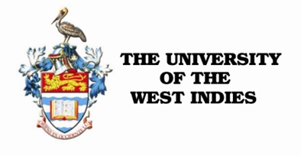 THE UNIVERSITY
OF THE
WEST INDIES